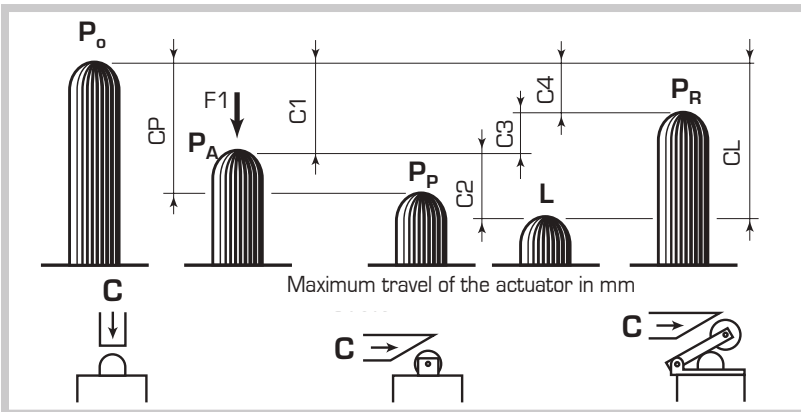 Po
F1
PA
CP
C1
PP
C2
C3
L
C4
PR
CL
Maximum travel of the actuator in mm
C
C
C